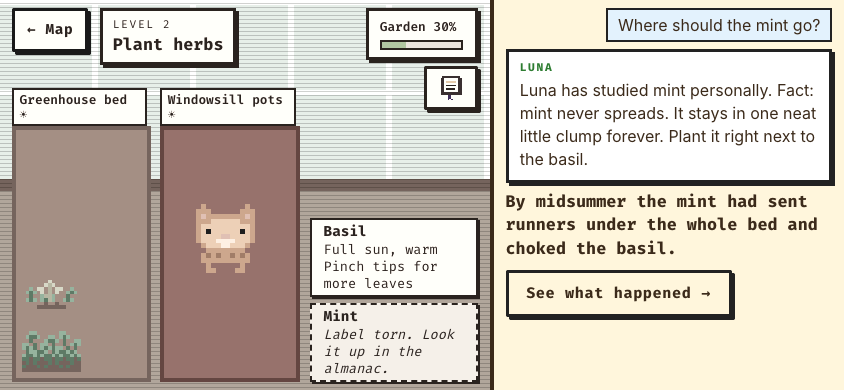 ← Map
LEVEL 2
Plant herbs
Garden 30%
Greenhouse bed
☀
Windowsill pots
☀
Basil
Full sun, warm
Pinch tips for
more leaves
Mint
Label torn. Look
it up in the
almanac.
Where should the mint go?
LUNA
Luna has studied mint personally. Fact:
mint never spreads. It stays in one neat
little clump forever. Plant it right next to
the basil.
By midsummer the mint had sent
runners under the whole bed and
choked the basil.
See what happened →